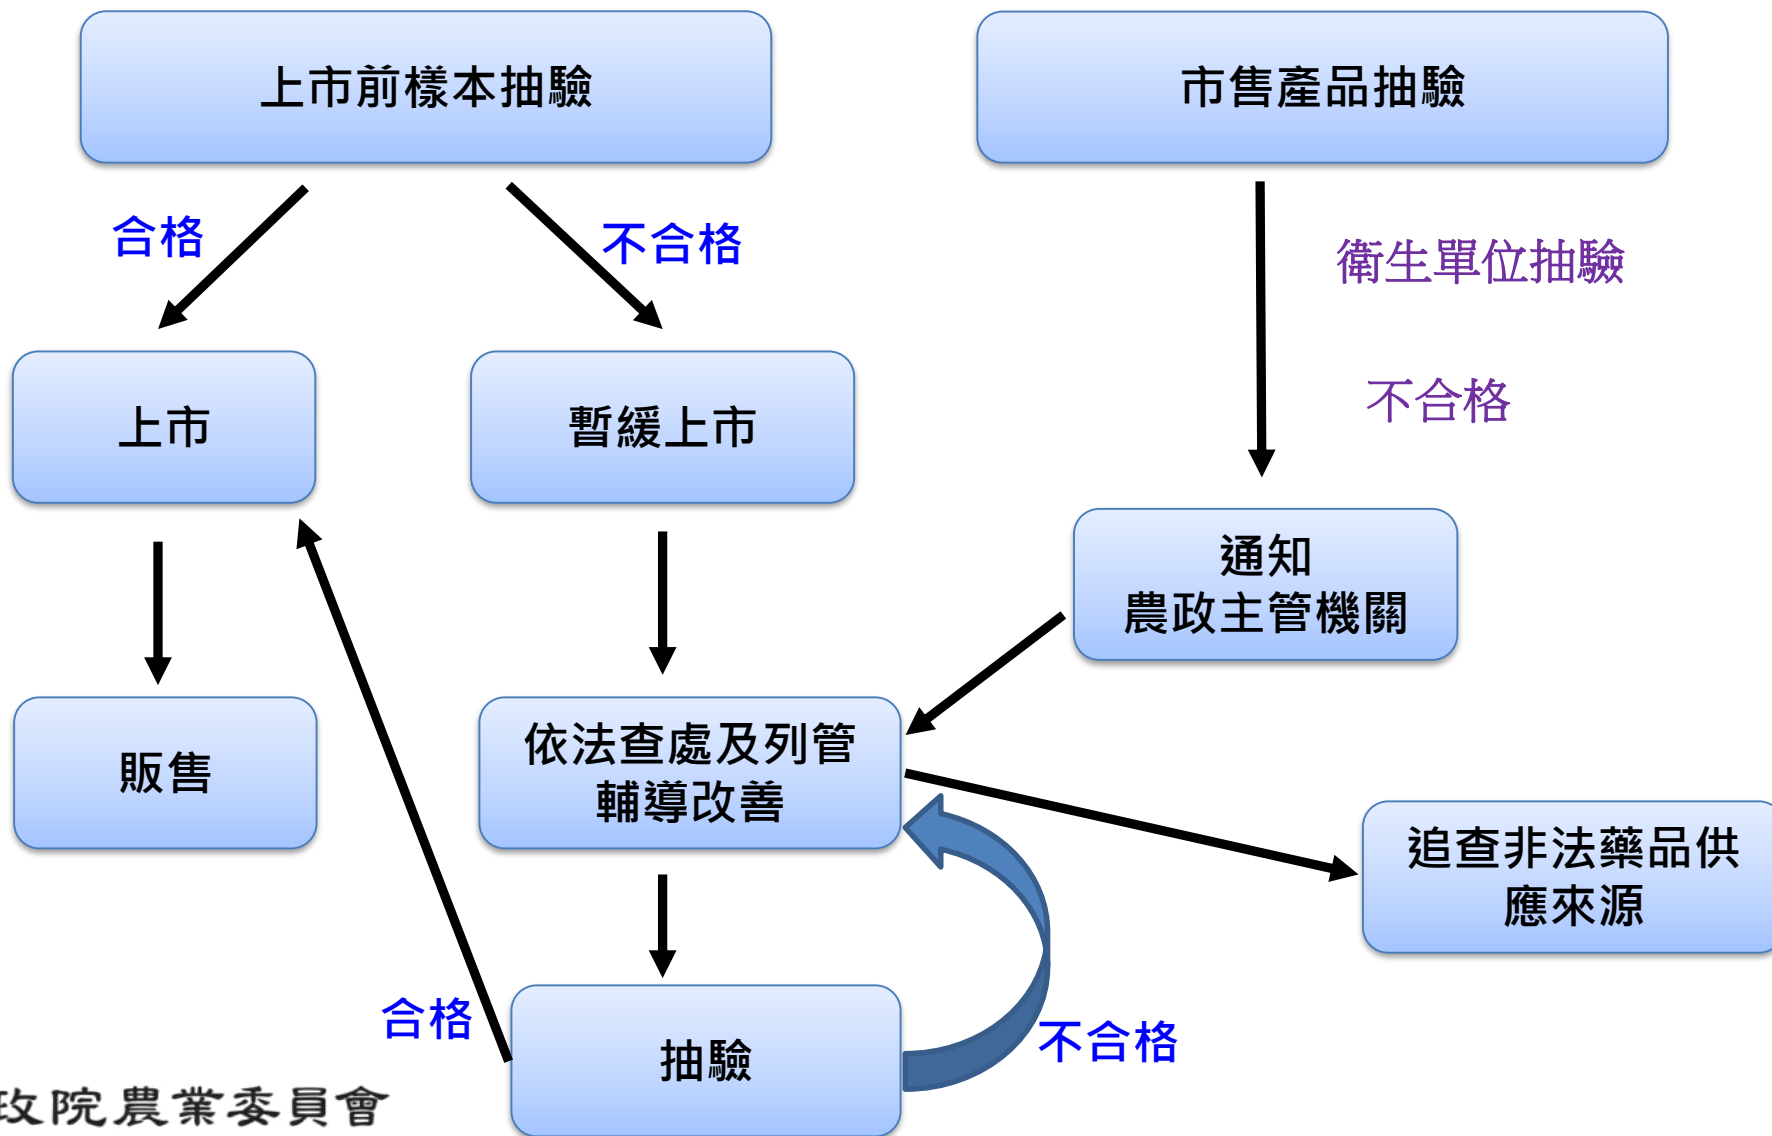 上市前樣本抽驗
市售產品抽驗
合格
不合格
衛生單位抽驗
不合格
上市
暫緩上市
通知
農政主管機關
販售
依法查處及列管
輔導改善
追查非法藥品供
應來源
合格
抽驗
不合格
政院農業委員會